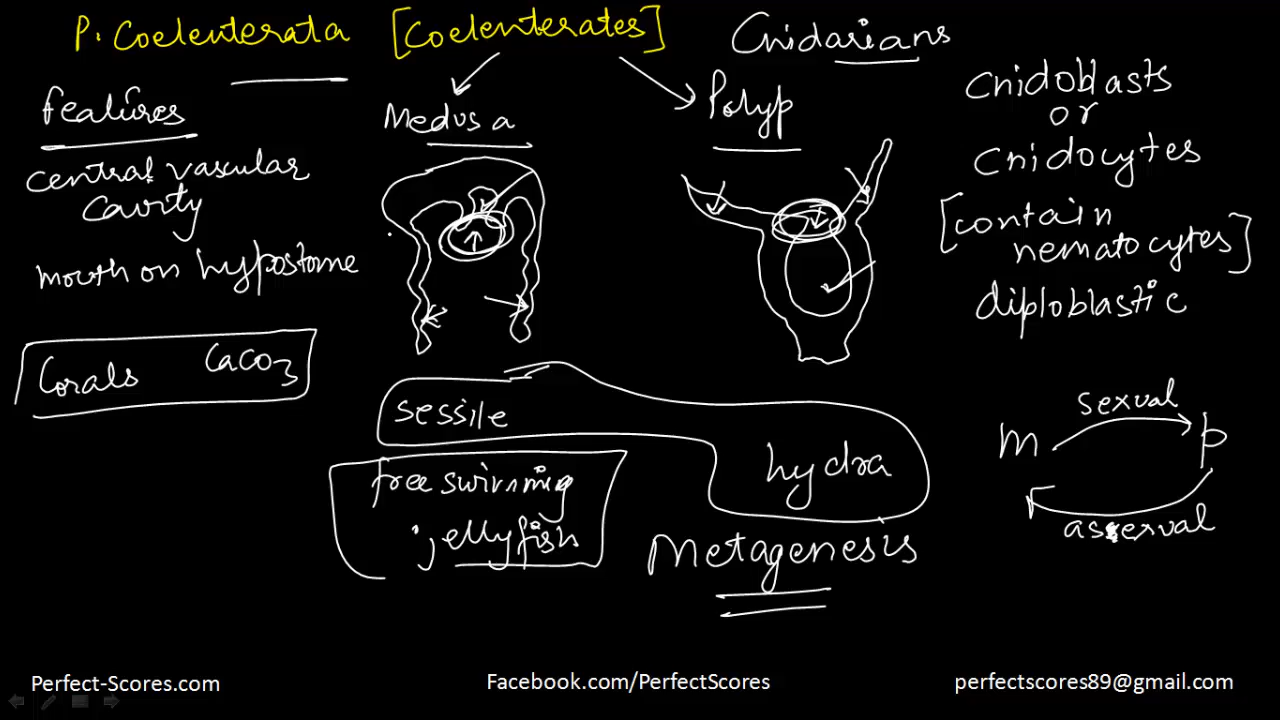 P. Coelenterata [Coelenterates] Cnidarians
Features
central vascular
cavity
mouth on hypostome
Corals CaCO3
Medusa
Polyp
cnidoblasts
or
cnidocytes
[contain
nematocytes]
diploblastic
sessile
hydra
free swimming
jellyfish
Metagenesis
sexual
m p
asexual
Perfect-Scores.com
Facebook.com/PerfectScores
perfectscores89@gmail.com